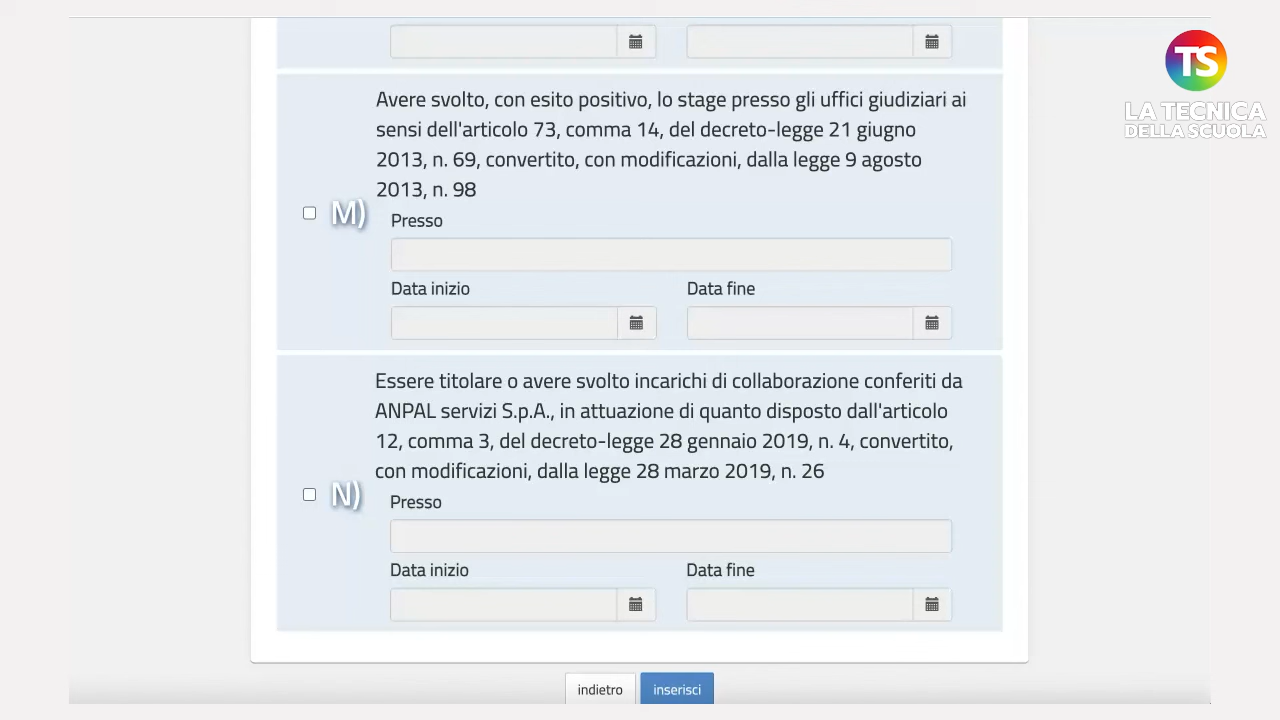 TS
LA TECNICA
DELLA SCUOLA
Avere svolto, con esito positivo, lo stage presso gli uffici giudiziari ai
sensi dell'articolo 73, comma 14, del decreto-legge 21 giugno
2013, n. 69, convertito, con modificazioni, dalla legge 9 agosto
2013, n. 98
M)
Presso
Data inizio
Data fine
Essere titolare o avere svolto incarichi di collaborazione conferiti da
ANPAL servizi S.p.A., in attuazione di quanto disposto dall'articolo
12, comma 3, del decreto-legge 28 gennaio 2019, n. 4, convertito,
con modificazioni, dalla legge 28 marzo 2019, n. 26
N)
Presso
Data inizio
Data fine
indietro
inserisci